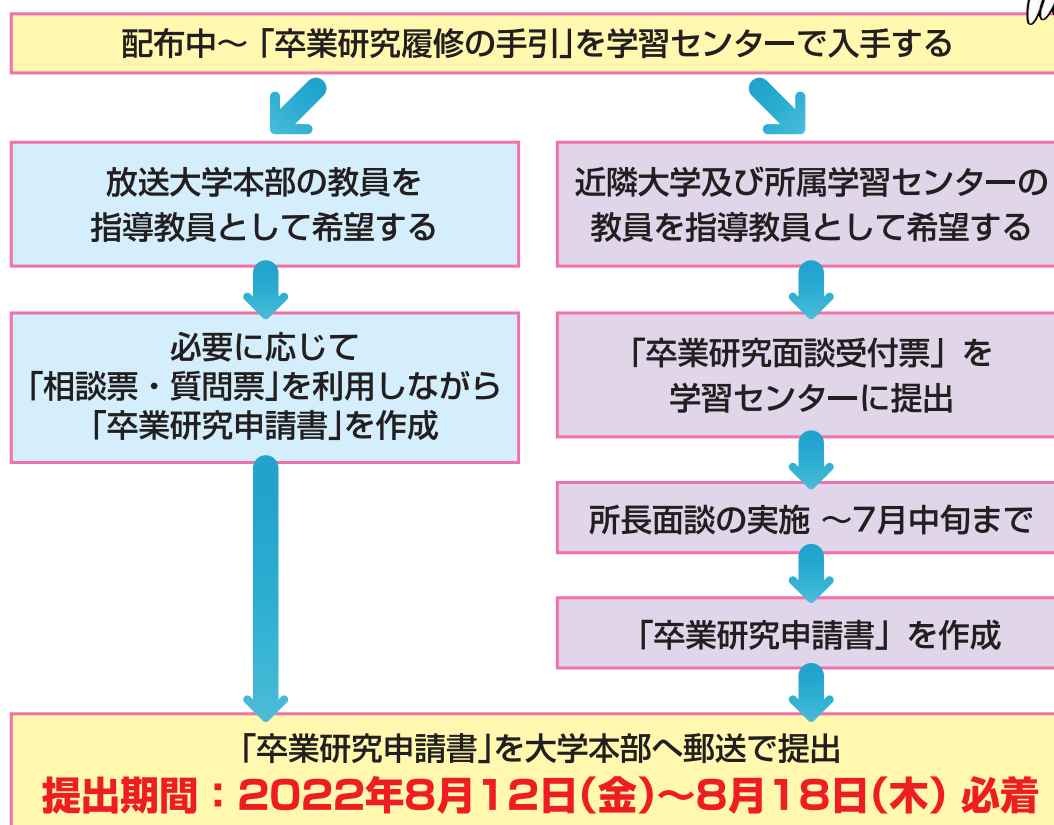 配布中～「卒業研究履修の手引」を学習センターで入手する
放送大学本部の教員を
指導教員として希望する
必要に応じて
「相談票・質問票」を利用しながら
「卒業研究申請書」を作成
近隣大学及び所属学習センターの
教員を指導教員として希望する
「卒業研究面談受付票」を
学習センターに提出
所長面談の実施 ～7月中旬まで
「卒業研究申請書」を作成
「卒業研究申請書」を大学本部へ郵送で提出
提出期間：2022年8月12日(金)～8月18日(木) 必着